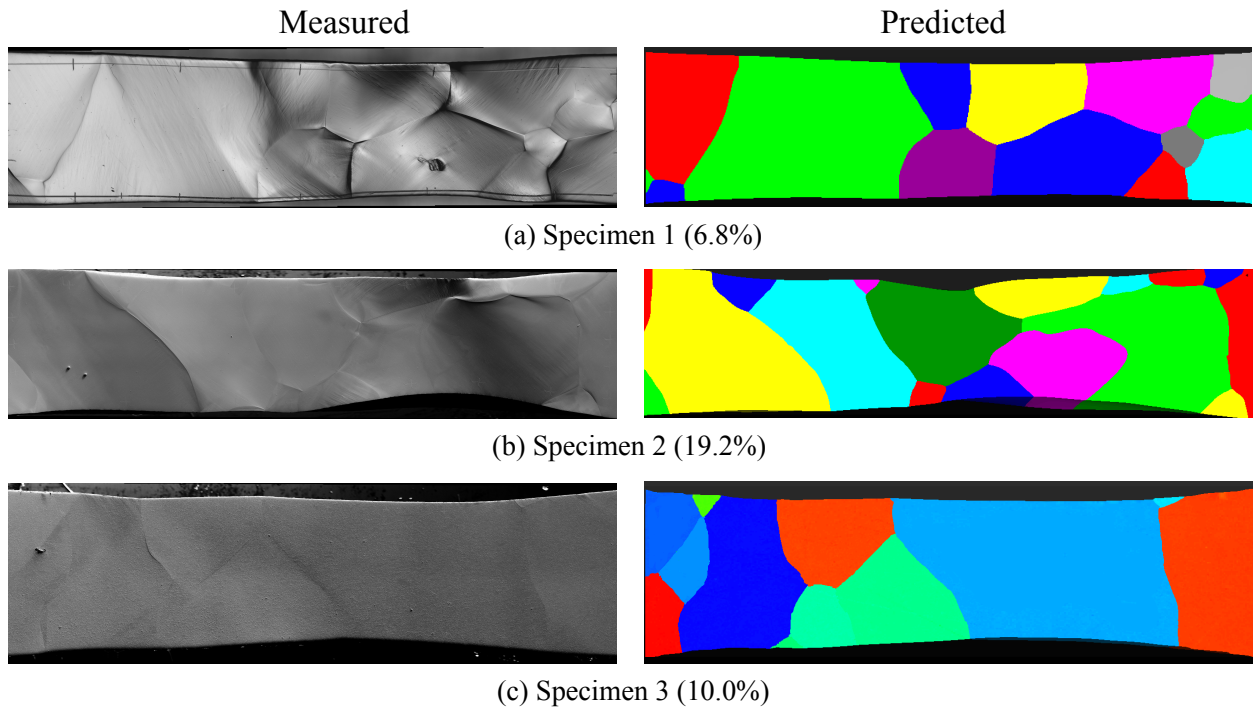 Measured
Predicted
(a) Specimen 1 (6.8%)
(b) Specimen 2 (19.2%)
(c) Specimen 3 (10.0%)